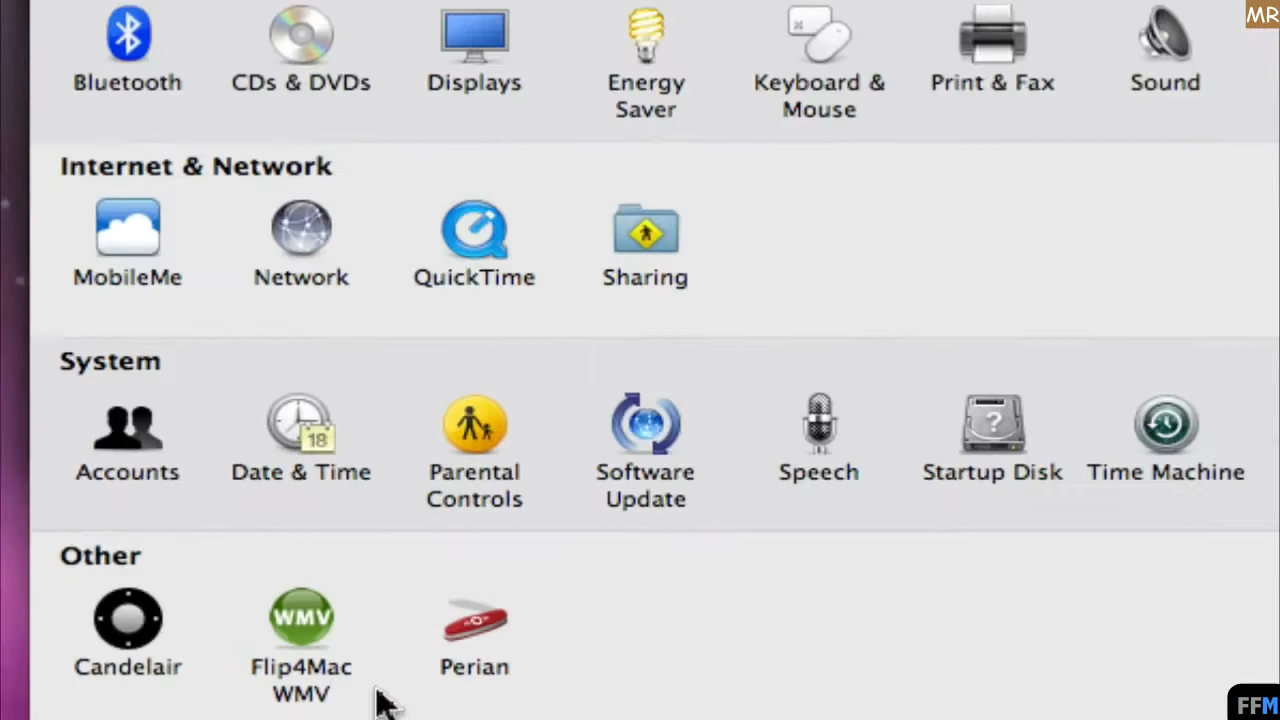 MR
Bluetooth
CDs & DVDs
Displays
Energy
Saver
Keyboard &
Mouse
Print & Fax
Sound
Internet & Network
MobileMe
Network
QuickTime
Sharing
System
18
Accounts
Date & Time
Parental
Controls
Software
Update
?
Speech
Startup Disk
Time Machine
Other
Candelair
WMV
Flip4Mac
WMV
Perian
FFM